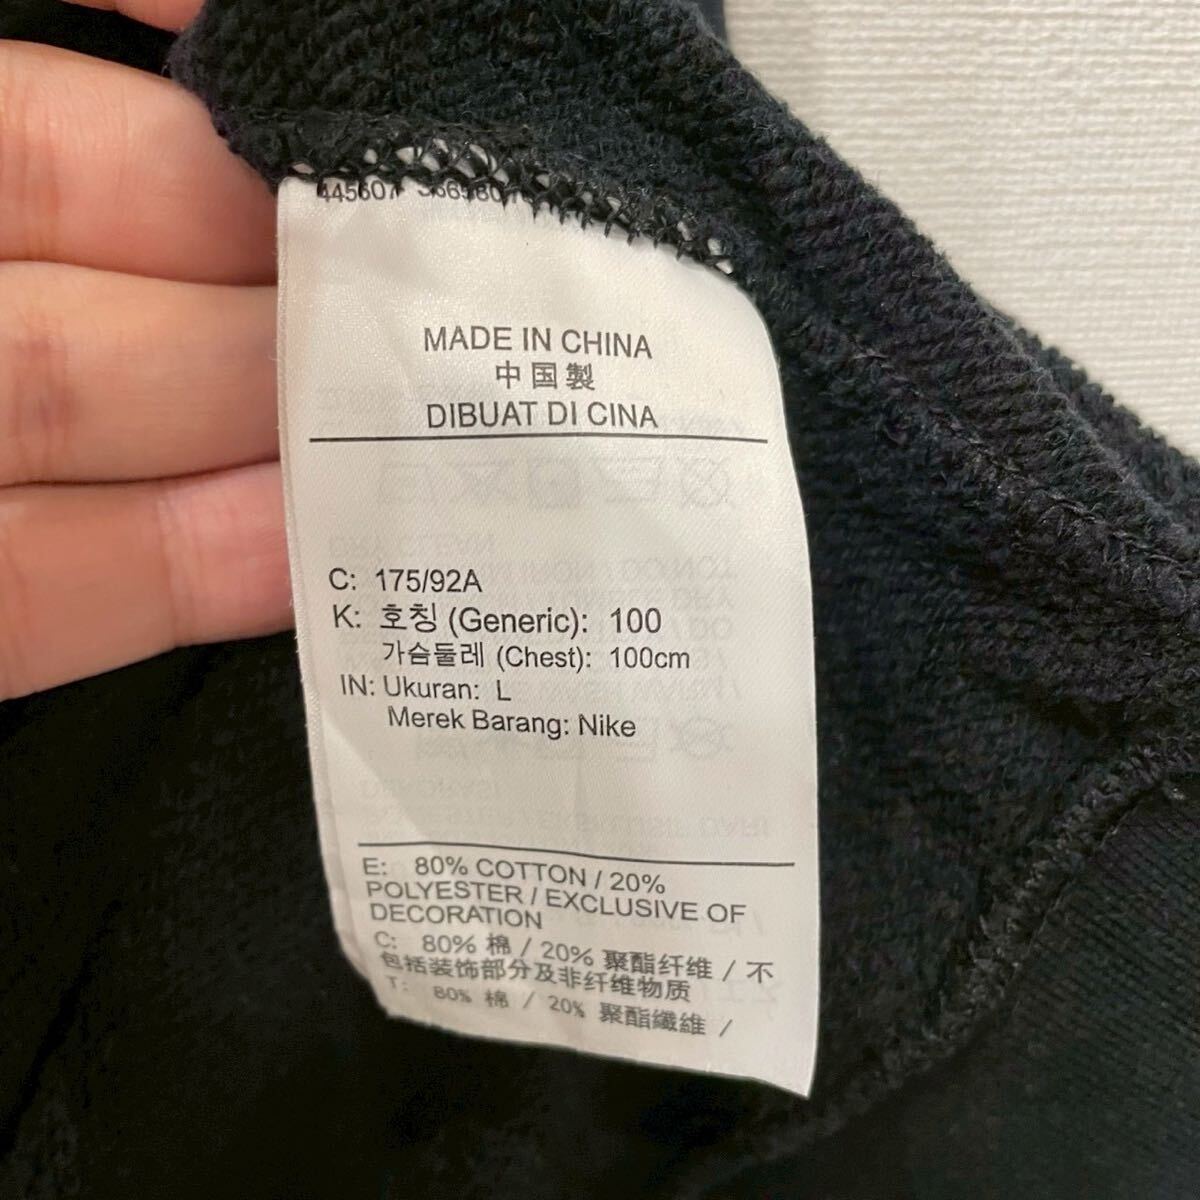 445607
MADE IN CHINA
中国製
DIBUAT DI CINA
C: 175/92A
K: 호칭 (Generic): 100
가슴둘레 (Chest): 100cm
IN: Ukuran: L
Merek Barang: Nike
E: 80% COTTON / 20%
POLYESTER / EXCLUSIVE OF
DECORATION
C: 80% 棉 / 20% 聚酯纤维 / 不
包括装饰部分及非纤维物质
T: 80% 棉 / 20% 聚酯纖維 /